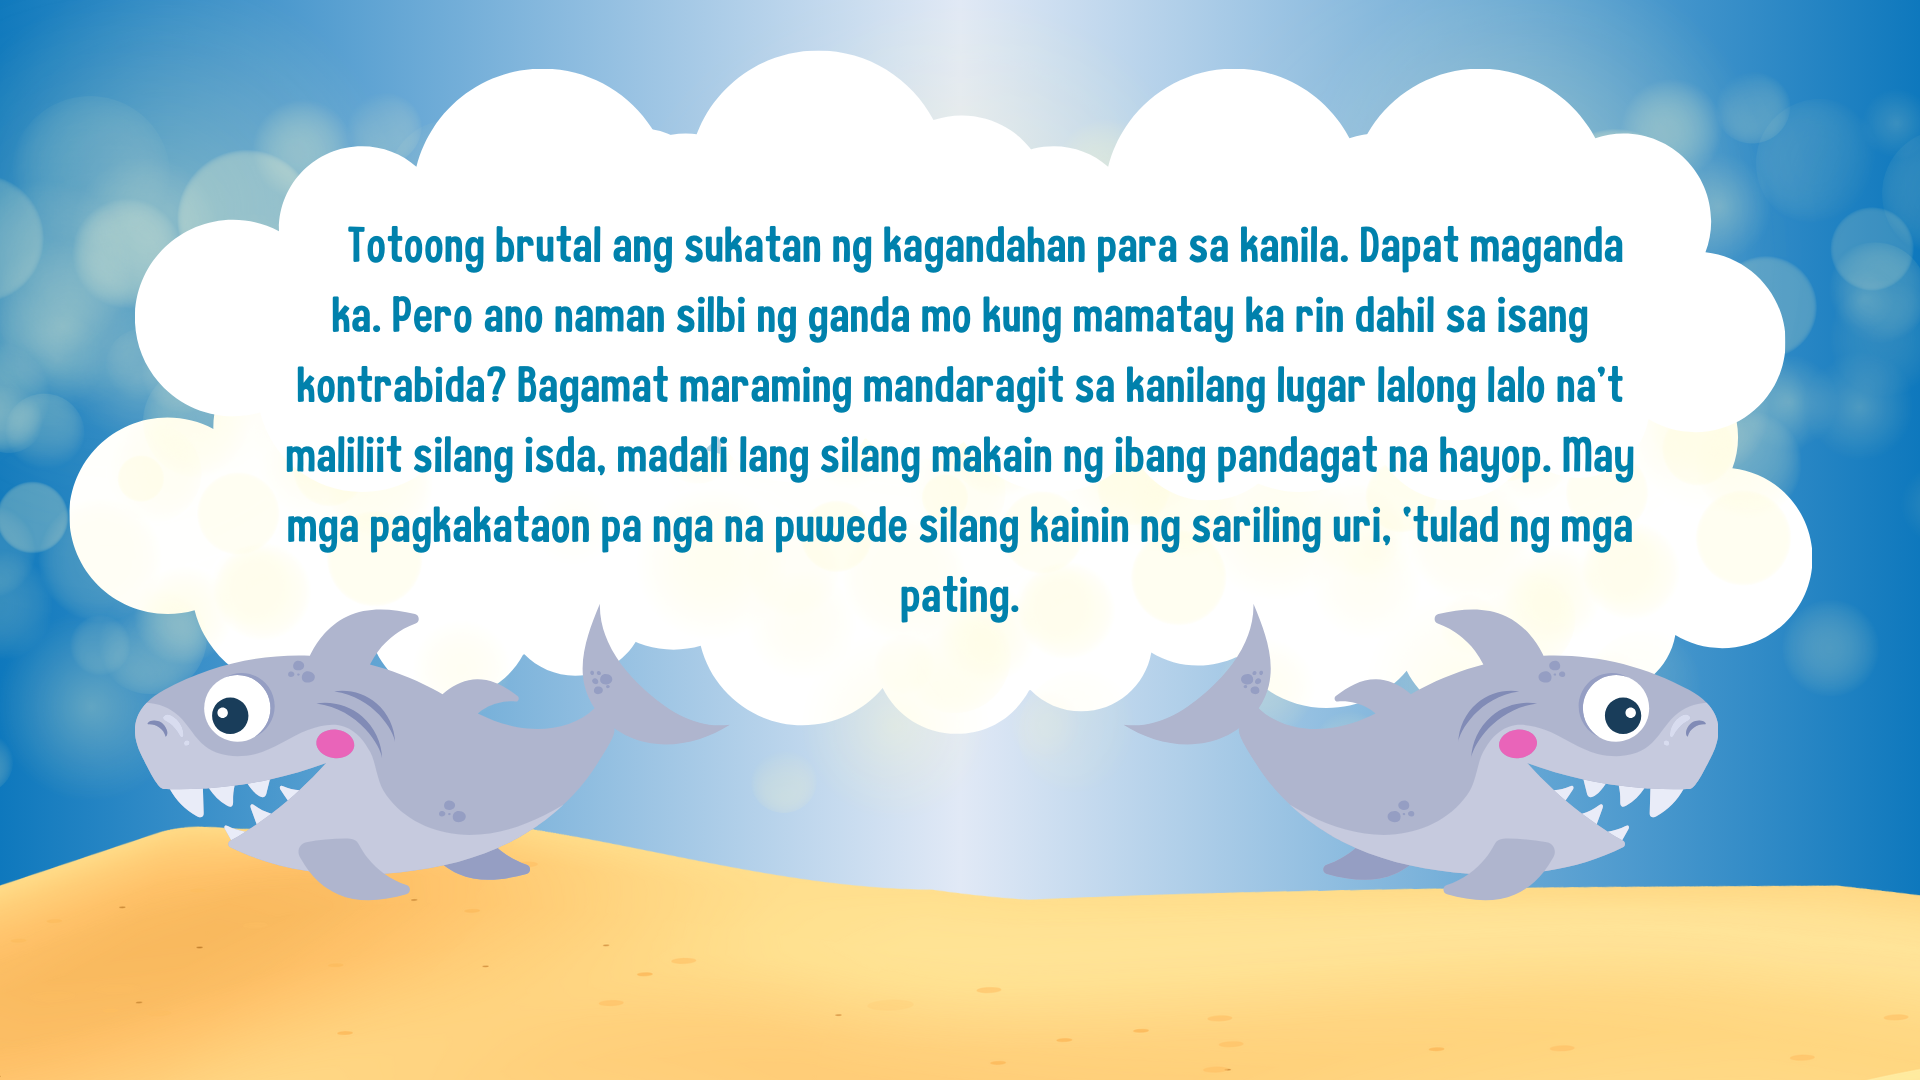 Totoong brutal ang sukatan ng kagandahan para sa kanila. Dapat maganda
ka. Pero ano naman silbi ng ganda mo kung mamatay ka rin dahil sa isang
kontrabida? Bagamat maraming mandaragit sa kanilang lugar lalong lalo na't
maliliit silang isda, madali lang silang makain ng ibang pandagat na hayop. May
mga pagkakataon pa nga na puwede silang kainin ng sariling uri, 'tulad ng mga
pating.